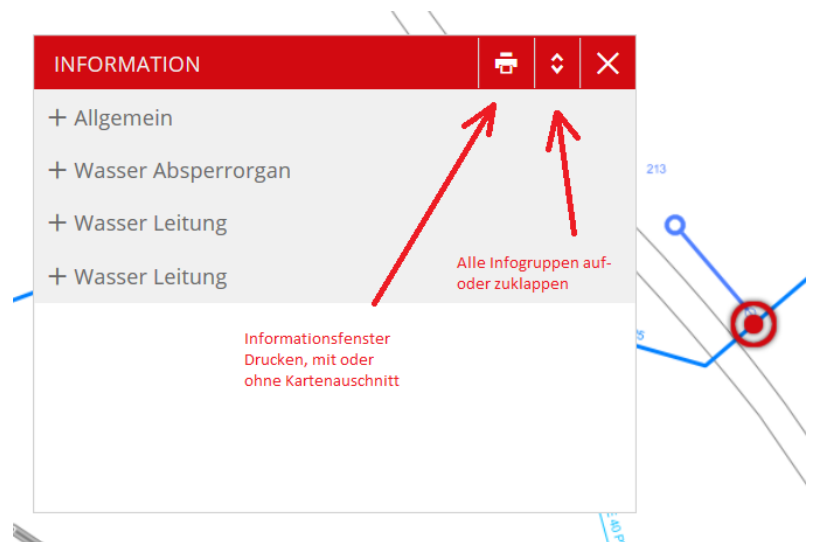 INFORMATION
+ Allgemein
+ Wasser Absperrorgan
+ Wasser Leitung
+ Wasser Leitung
213
Alle Infogruppen auf-
oder zuklappen
Informationsfenster
Drucken, mit oder
ohne Kartenauschnitt